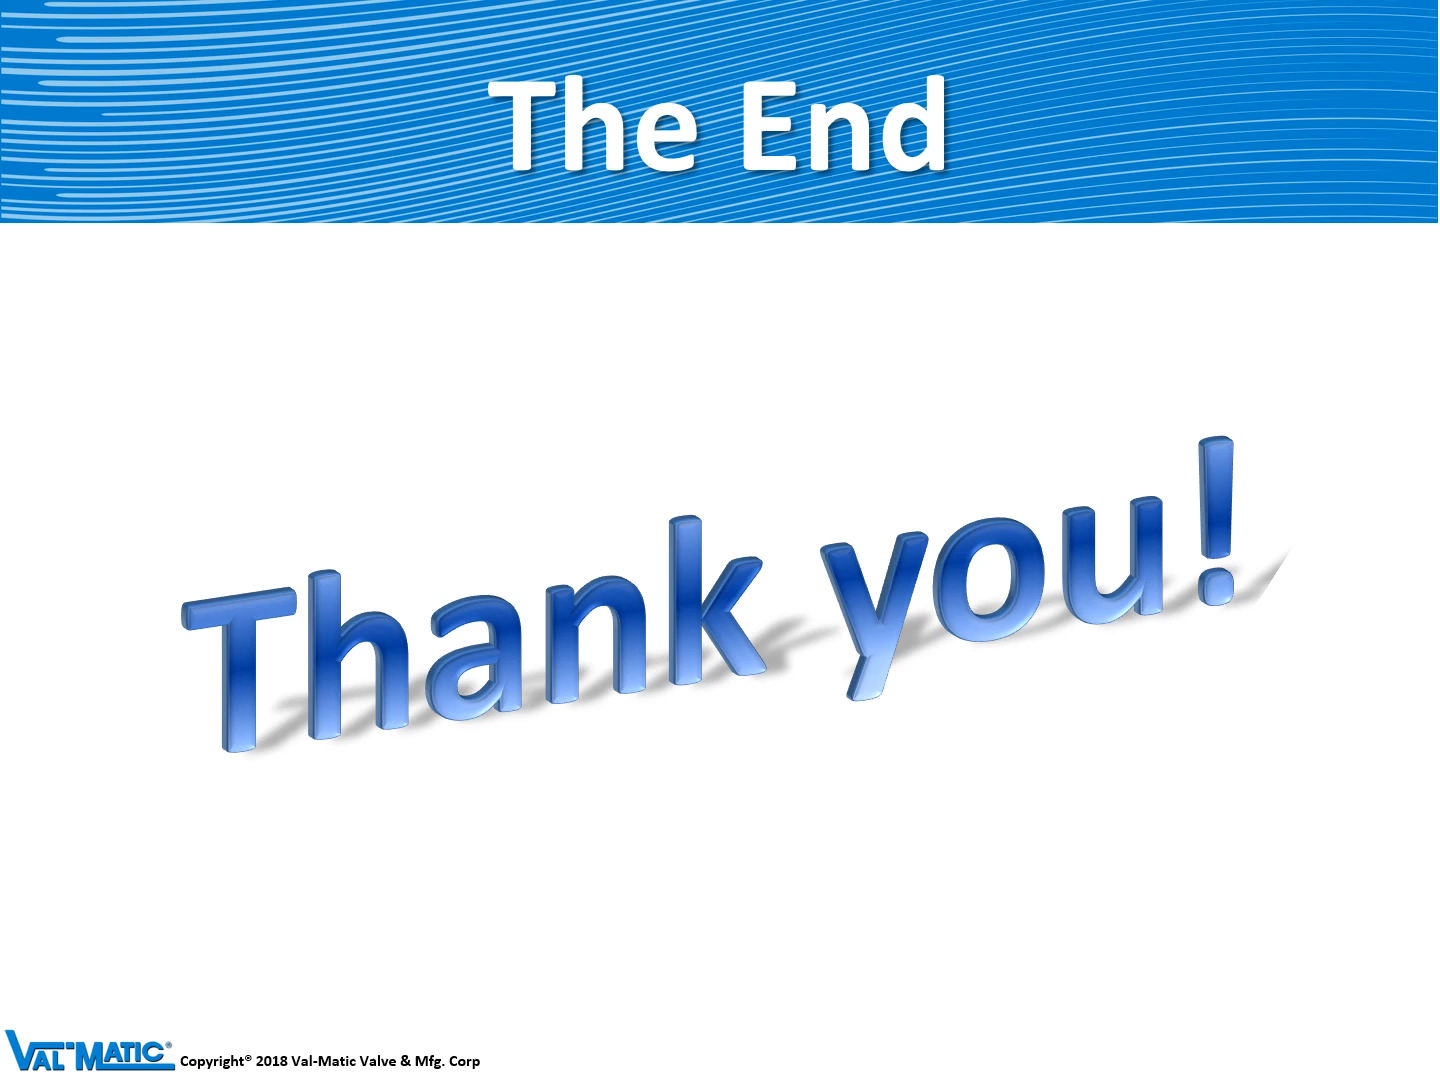 The End
Thank you!
VAL-MATIC® Copyright® 2018 Val-Matic Valve & Mfg. Corp